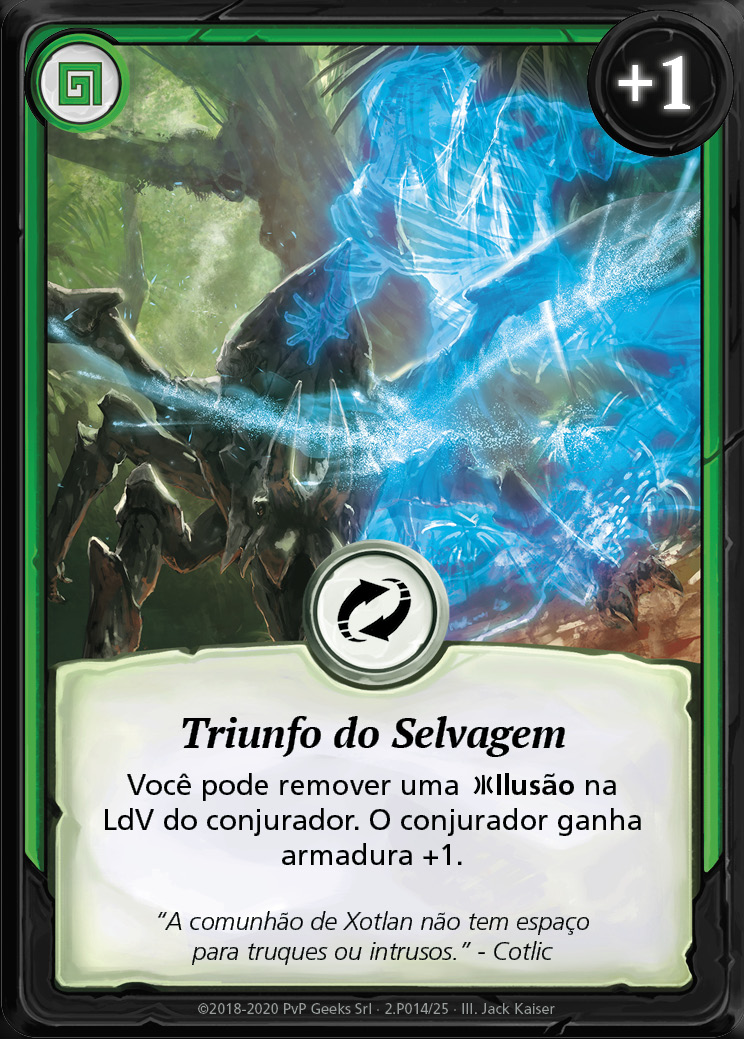 +1
Triunfo do Selvagem
Você pode remover uma Ilusão na
LdV do conjurador. O conjurador ganha
armadura +1.
“A comunhão de Xotlan não tem espaço
para truques ou intrusos.” - Cotlic
©2018-2020 PvP Geeks Srl · 2.P014/25 · Ill. Jack Kaiser